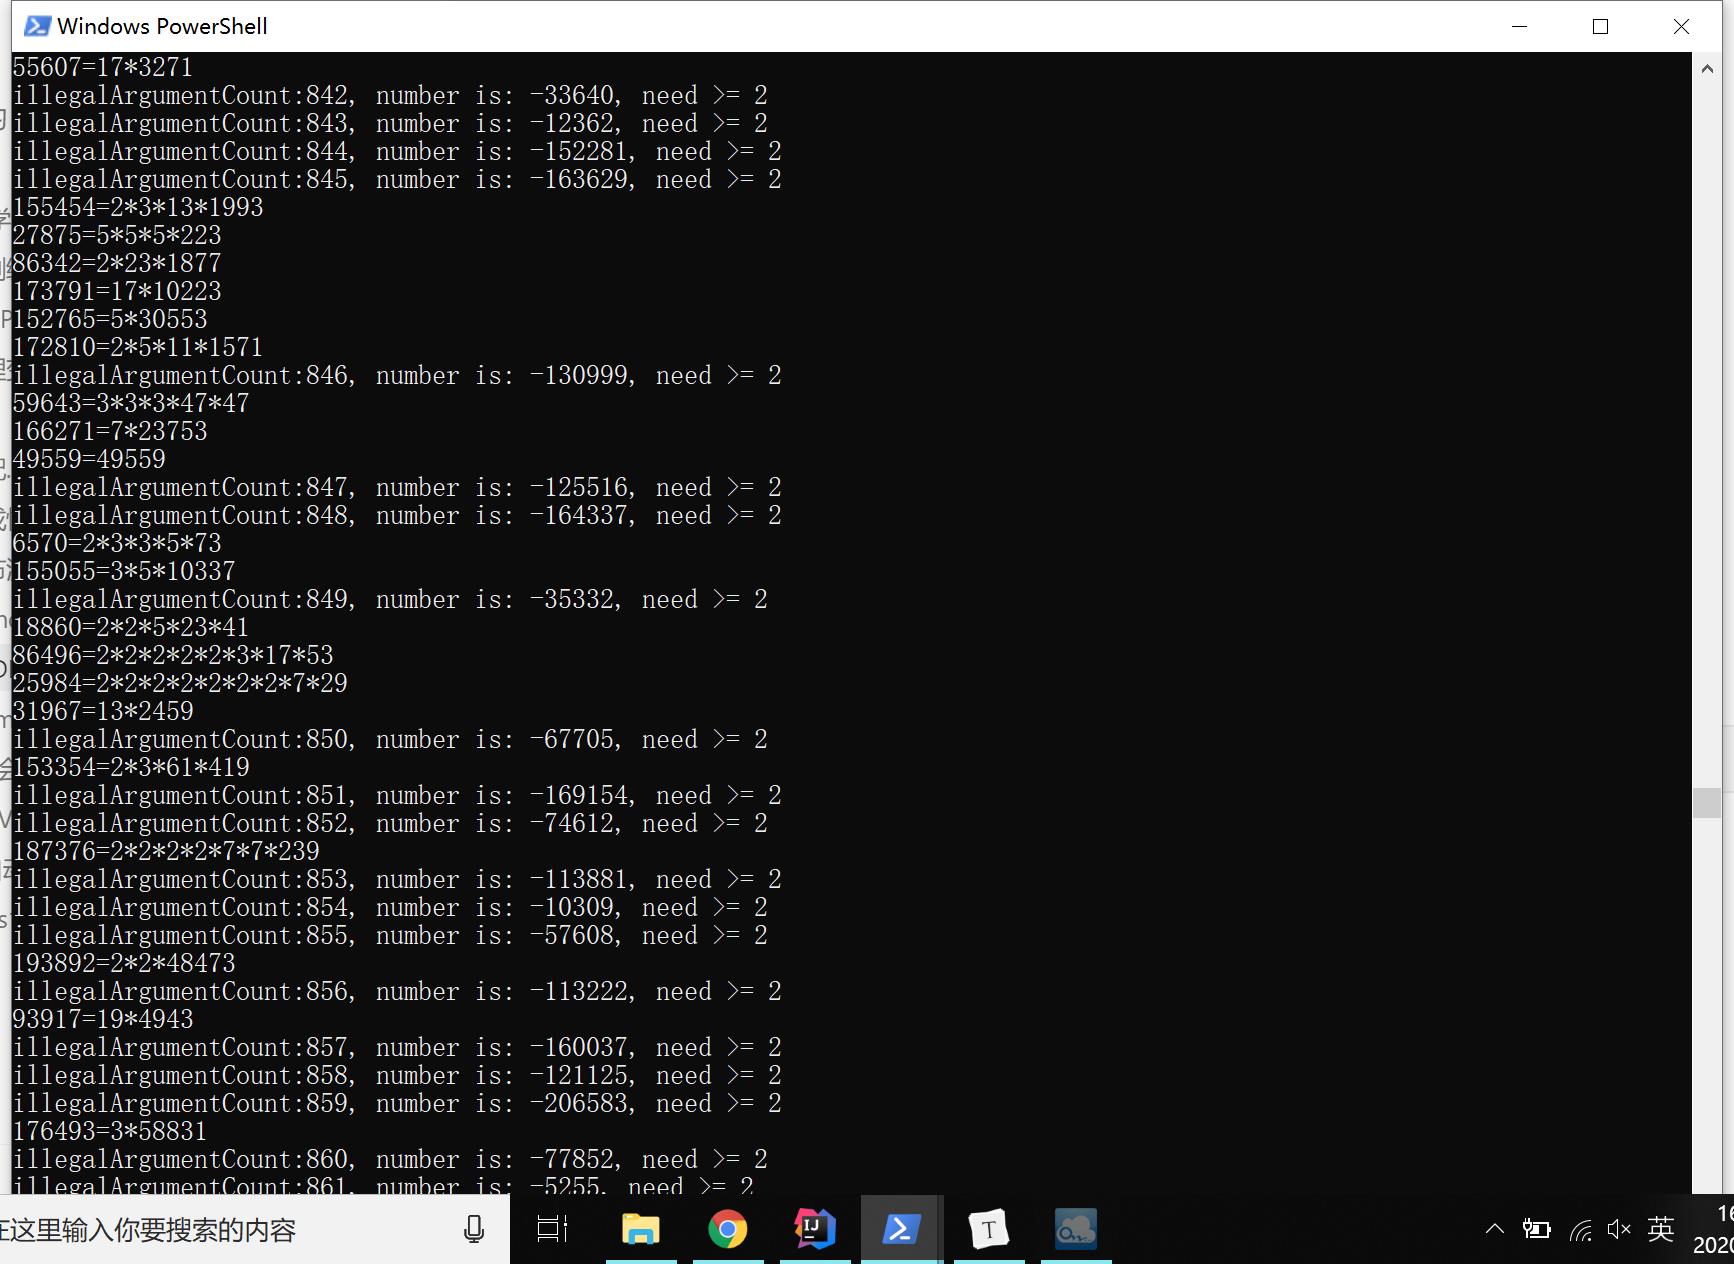 Windows PowerShell
55607=17*3271
illegalArgumentCount:842, number is: -33640, need >= 2
illegalArgumentCount:843, number is: -12362, need >= 2
illegalArgumentCount:844, number is: -152281, need >= 2
illegalArgumentCount:845, number is: -163629, need >= 2
155454=2*3*13*1993
27875=5*5*5*223
86342=2*23*1877
173791=17*10223
152765=5*30553
172810=2*5*11*1571
illegalArgumentCount:846, number is: -130999, need >= 2
59643=3*3*3*47*47
166271=7*23753
49559=49559
illegalArgumentCount:847, number is: -125516, need >= 2
illegalArgumentCount:848, number is: -164337, need >= 2
6570=2*3*3*5*73
155055=3*5*10337
illegalArgumentCount:849, number is: -35332, need >= 2
18860=2*2*5*23*41
86496=2*2*2*2*2*3*17*53
25984=2*2*2*2*2*2*2*7*29
31967=13*2459
illegalArgumentCount:850, number is: -67705, need >= 2
153354=2*3*61*419
illegalArgumentCount:851, number is: -169154, need >= 2
illegalArgumentCount:852, number is: -74612, need >= 2
187376=2*2*2*2*7*7*239
illegalArgumentCount:853, number is: -113881, need >= 2
illegalArgumentCount:854, number is: -10309, need >= 2
illegalArgumentCount:855, number is: -57608, need >= 2
193892=2*2*48473
illegalArgumentCount:856, number is: -113222, need >= 2
93917=19*4943
illegalArgumentCount:857, number is: -160037, need >= 2
illegalArgumentCount:858, number is: -121125, need >= 2
illegalArgumentCount:859, number is: -206583, need >= 2
176493=3*58831
illegalArgumentCount:860, number is: -77852, need >= 2
illegalArgumentCount:861, number is: -5255, need >= 2
在这里输入你要搜索的内容
英
16
2020